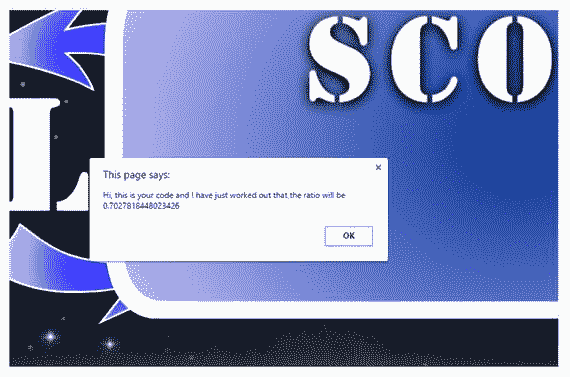 SCO
L
This page says:
Hi, this is your code and I have just worked out that the ratio will be
0.7027818448023426
OK